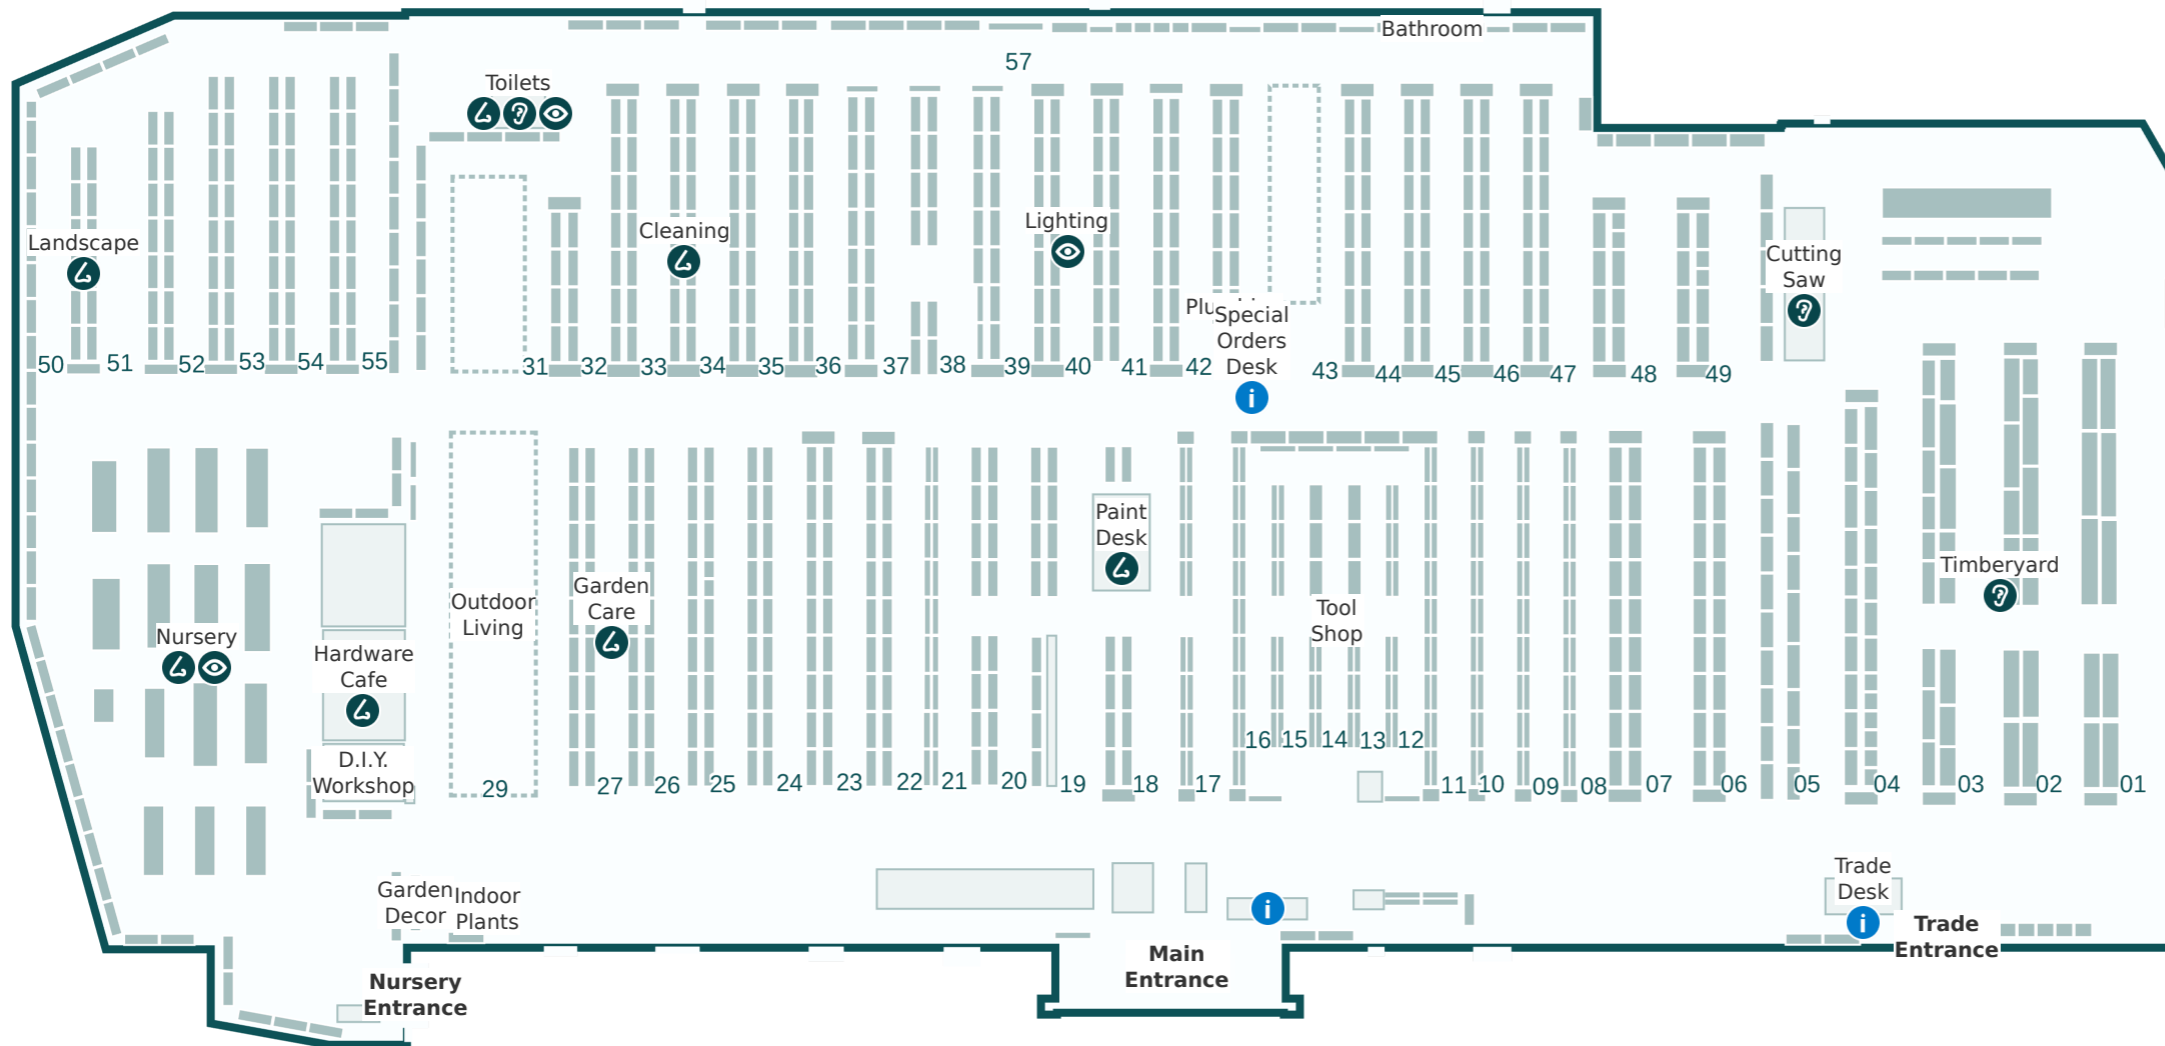 Bathroom
57
Toilets
Landscape
Cleaning
Lighting
Cutting
Saw
Special
Orders
Desk
50 51 52 53 54 55 31 32 33 34 35 36 37 38 39 40 41 42 43 44 45 46 47 48 49
Paint
Desk
Timberyard
Garden
Care
Outdoor
Living
Tool
Shop
Nursery
Hardware
Cafe
D.I.Y.
Workshop
16 15 14 13 12
29 27 26 25 24 23 22 21 20 19 18 17 11 10 09 08 07 06 05 04 03 02 01
Garden
Decor
Indoor
Plants
Trade
Desk
Trade
Entrance
Main
Entrance
Nursery
Entrance